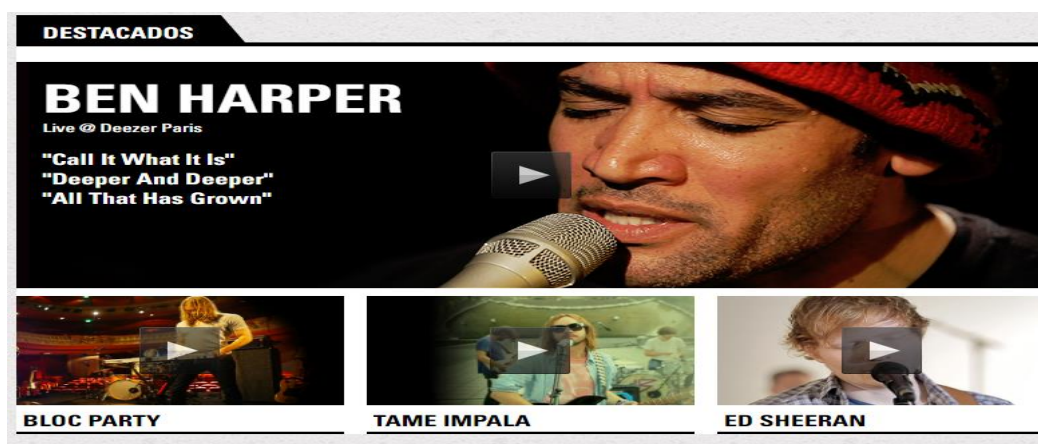 DESTACADOS
BEN HARPER
Live @ Deezer Paris
"Call It What It Is"
"Deeper And Deeper"
"All That Has Grown"
BLOC PARTY
TAME IMPALA
ED SHEERAN